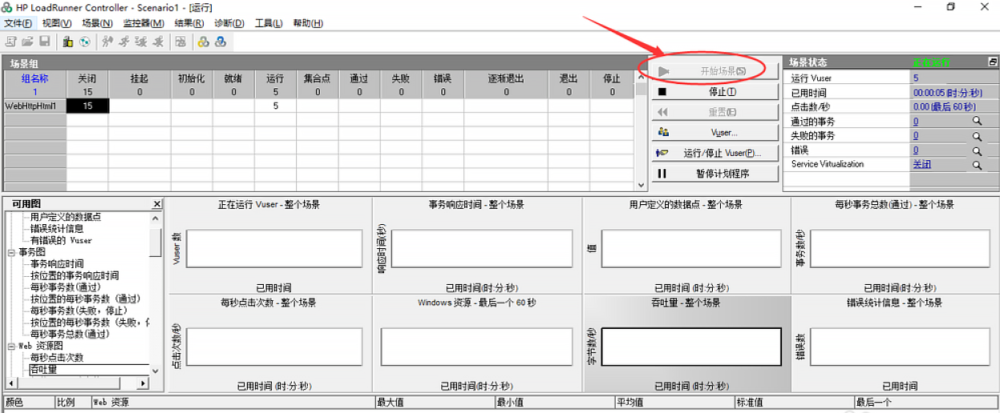 HP LoadRunner Controller - Scenario1 - [运行]
文件(F) 视图(V) 场景(N) 监控器(M) 结果(R) 诊断(D) 工具(L) 帮助(H)
场景组
组名称 关闭 挂起 初始化 就绪 运行 集合点 通过 失败 错误 逐渐退出 退出 停止
1 15 0 0 0 5 0 0 0 0 0 0 0
WebHttpHtml1 15 5
开始场景(S)
停止(T)
重置(E)
Vuser...
运行/停止 Vuser(P)...
暂停计划程序
场景状态 正在运行
运行 Vuser 5
已用时间 00:00:05 (时:分:秒)
点击数/秒 0.00 (最后 60 秒)
通过的事务 0
失败的事务 0
错误 0
Service Virtualization 关闭
可用图
用户定义的数据点
错误统计信息
有错误的 Vuser
事务图
事务响应时间
按位置的事务响应时间
每秒事务数(通过)
按位置的每秒事务数 (通过)
每秒事务数(失败，停止)
按位置的每秒事务数 (失败，
每秒事务总数(通过)
Web 资源图
每秒点击次数
吞吐量
正在运行 Vuser - 整个场景
Vuser 数
已用时间
事务响应时间 - 整个场景
响应时间(秒)
已用时间(时:分:秒)
用户定义的数据点 - 整个场景
值
已用时间 (时:分:秒)
每秒事务总数(通过) - 整个场景
事务数/秒
已用时间(时:分:秒)
每秒点击次数 - 整个场景
点击次数/秒
已用时间 (时:分:秒)
Windows 资源 - 最后一个 60 秒
已用时间(时:分:秒)
吞吐量 - 整个场景
字节数/秒
已用时间 (时:分:秒)
错误统计信息 - 整个场景
错误数
已用时间
颜色 比例 Web 资源 最大值 最小值 平均值 标准值 最后一个